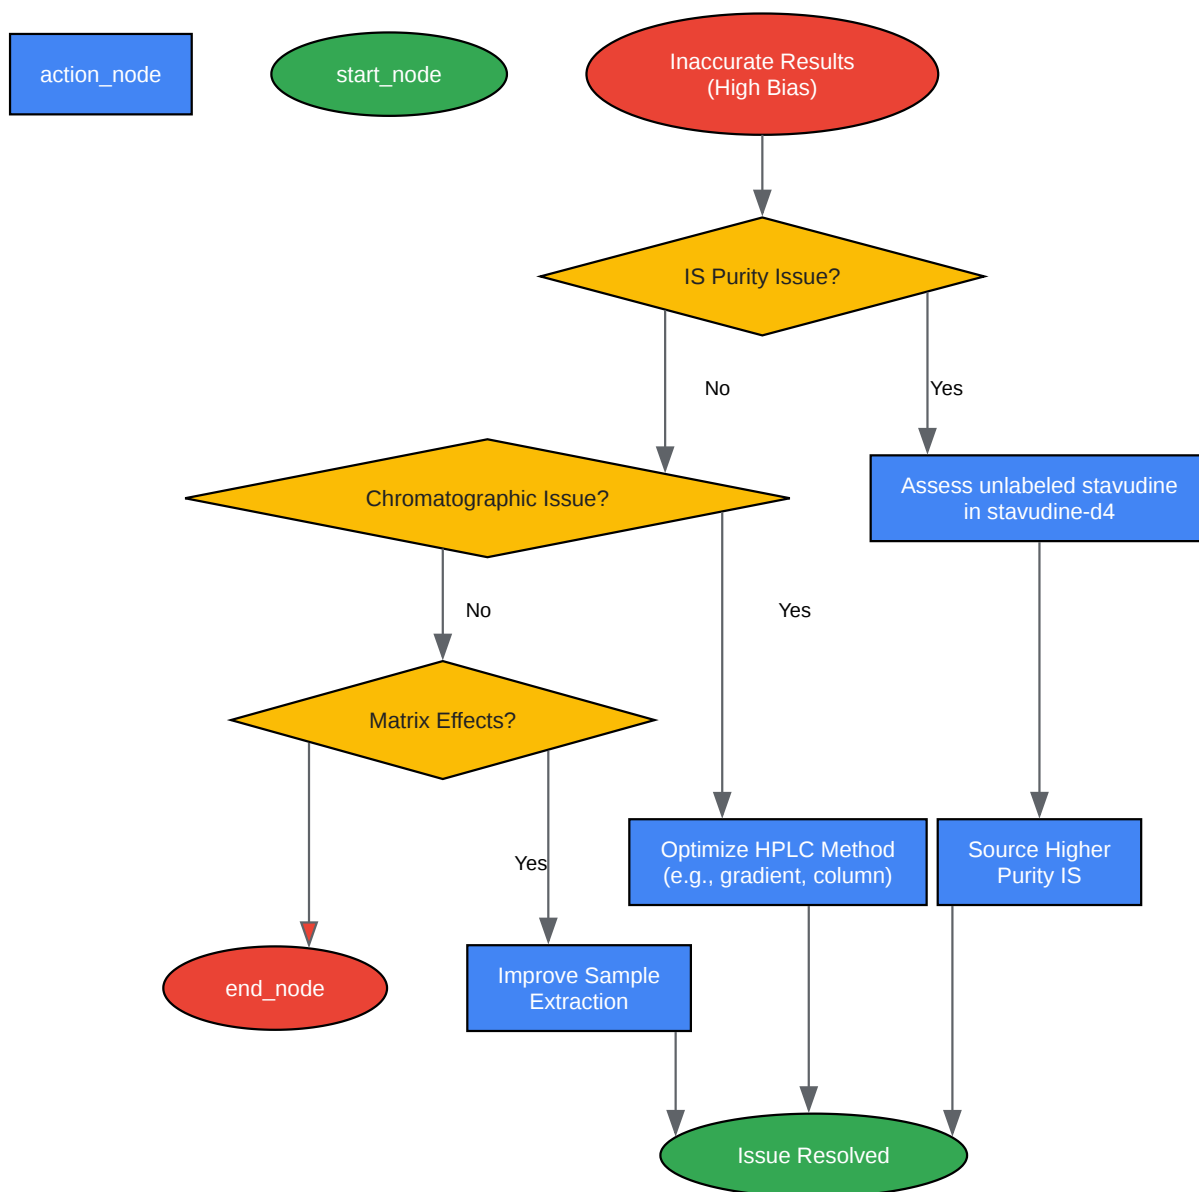 action_node
start_node
Inaccurate Results
(High Bias)
IS Purity Issue?
No
Yes
Chromatographic Issue?
Assess unlabeled stavudine
in stavudine-d4
No
Yes
Matrix Effects?
Yes
Optimize HPLC Method
(e.g., gradient, column)
Source Higher
Purity IS
end_node
Improve Sample
Extraction
Issue Resolved